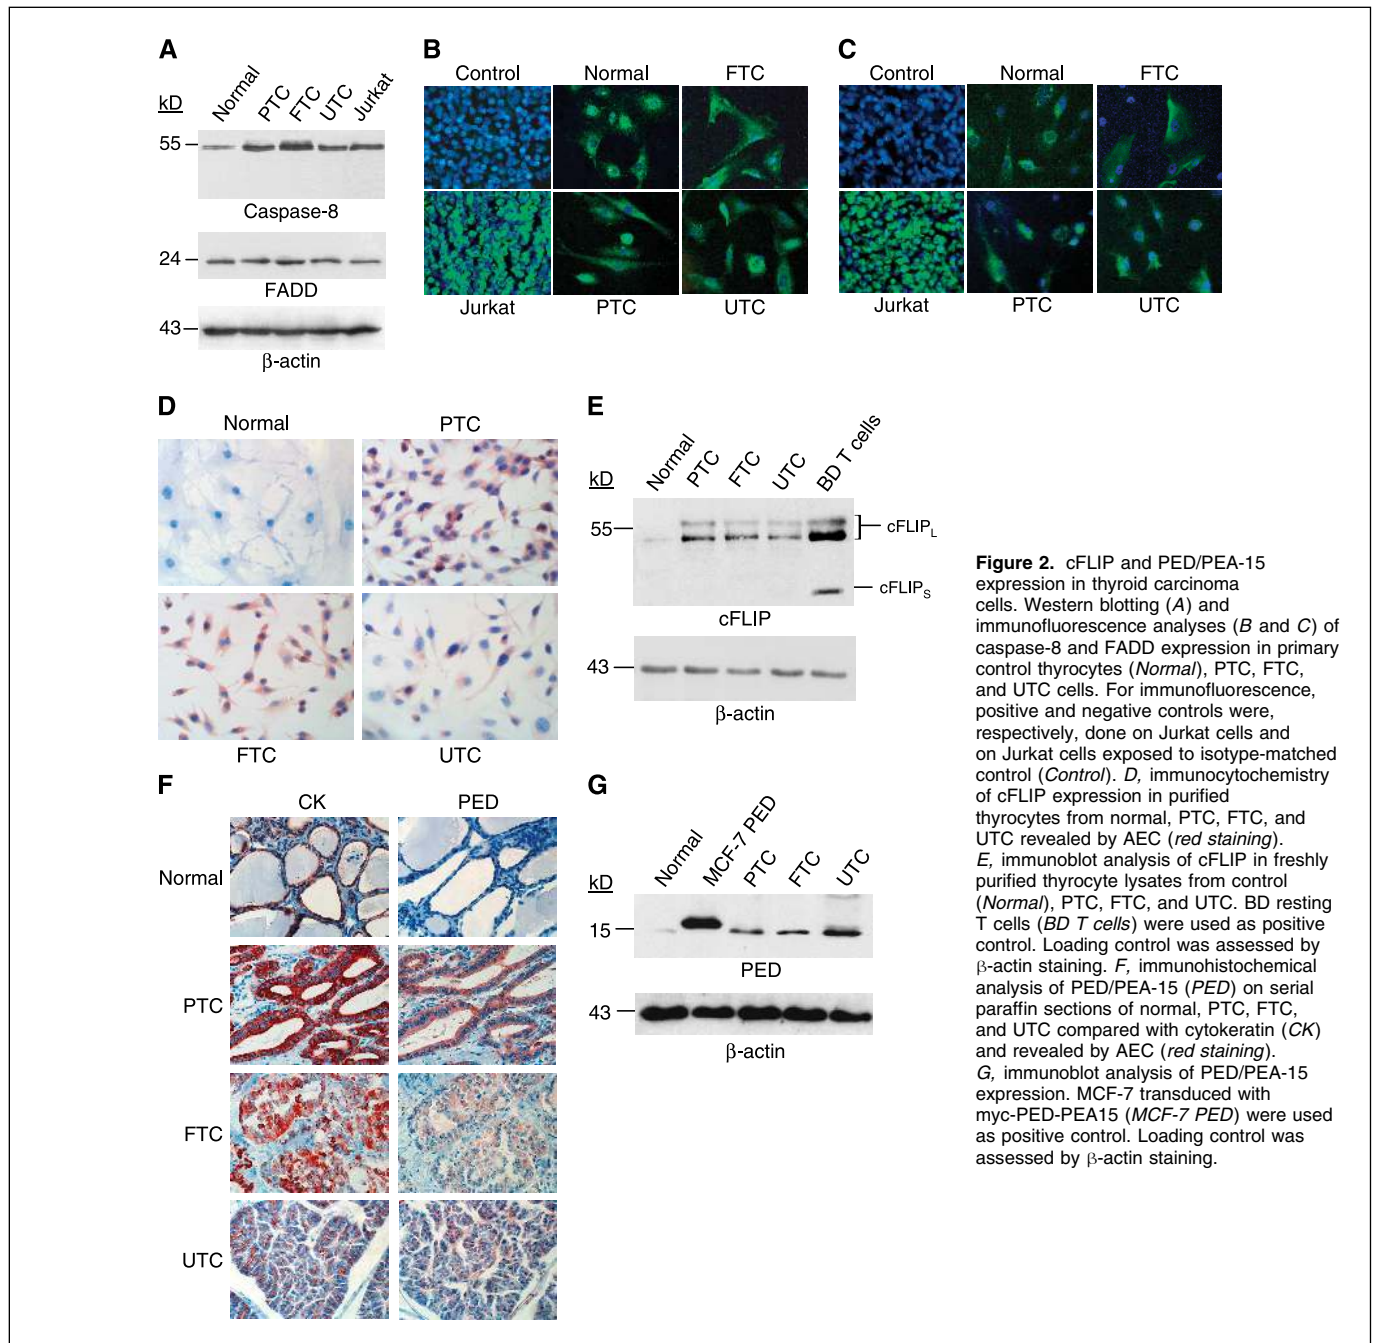 A
kD
Normal
PTC
FTC
UTC
Jurkat
55
Caspase-8
24
FADD
43
β-actin
B
Control
Normal
FTC
Jurkat
PTC
UTC
C
Control
Normal
FTC
Jurkat
PTC
UTC
D
Normal
PTC
FTC
UTC
E
kD
Normal
PTC
FTC
UTC
BD T cells
55
cFLIPL
cFLIPS
cFLIP
43
β-actin
F
CK
PED
Normal
PTC
FTC
UTC
G
kD
Normal
MCF-7 PED
PTC
FTC
UTC
15
PED
43
β-actin
Figure 2. cFLIP and PED/PEA-15
expression in thyroid carcinoma
cells. Western blotting (A) and
immunofluorescence analyses (B and C) of
caspase-8 and FADD expression in primary
control thyrocytes (Normal), PTC, FTC,
and UTC cells. For immunofluorescence,
positive and negative controls were,
respectively, done on Jurkat cells and
on Jurkat cells exposed to isotype-matched
control (Control). D, immunocytochemistry
of cFLIP expression in purified
thyrocytes from normal, PTC, FTC, and
UTC revealed by AEC (red staining).
E, immunoblot analysis of cFLIP in freshly
purified thyrocyte lysates from control
(Normal), PTC, FTC, and UTC. BD resting
T cells (BD T cells) were used as positive
control. Loading control was assessed by
β-actin staining. F, immunohistochemical
analysis of PED/PEA-15 (PED) on serial
paraffin sections of normal, PTC, FTC,
and UTC compared with cytokeratin (CK)
and revealed by AEC (red staining).
G, immunoblot analysis of PED/PEA-15
expression. MCF-7 transduced with
myc-PED-PEA15 (MCF-7 PED) were used
as positive control. Loading control was
assessed by β-actin staining.